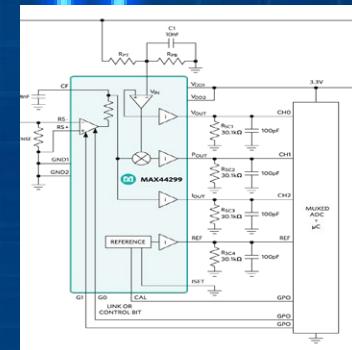 C1
10nF
RPT
RPB
3.3V
CF
VIN
VDD1
VDD2
RS-
RS+
VOUT
CH0
RSC1
30.1kΩ
100pF
POUT
CH1
GND1
GND2
MAX44299
RSC2
30.1kΩ
100pF
IOUT
CH2
RSC3
30.1kΩ
100pF
MUXED
ADC
+
µC
REFERENCE
REF
REF
RSC4
30.1kΩ
100pF
ISET
G1
G0
CAL
GPO
LINK OR
CONTROL BIT
GPO
GPO